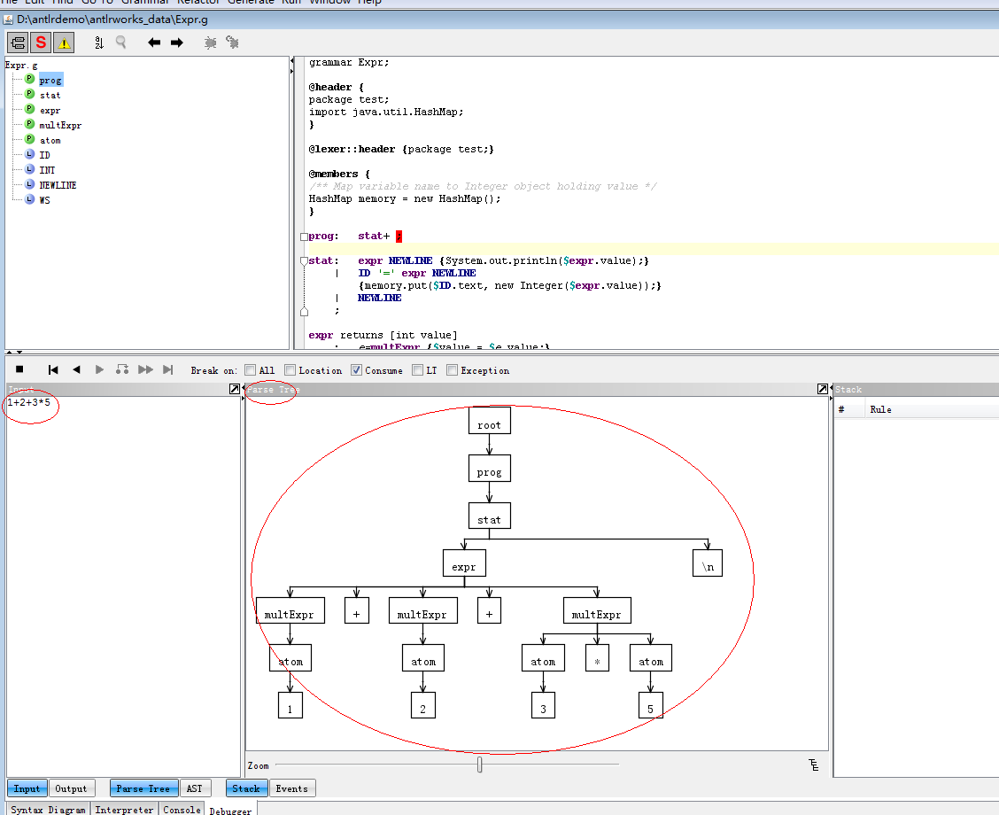 File Edit Find Go To Grammar Refactor Generate Run Window Help
D:\antlrdemo\antlrworks_data\Expr.g
S
Expr.g
P prog
P stat
P expr
P multExpr
P atom
L ID
L INT
L NEWLINE
L WS
grammar Expr;
@header {
package test;
import java.util.HashMap;
}
@lexer::header {package test;}
@members {
/** Map variable name to Integer object holding value */
HashMap memory = new HashMap();
}
prog: stat+ ;
stat: expr NEWLINE {System.out.println($expr.value);}
| ID '=' expr NEWLINE
{memory.put($ID.text, new Integer($expr.value));}
| NEWLINE
;
expr returns [int value]
: e=multExpr {$value = $e.value;}
Break on: All Location Consume LT Exception
Input
1+2+3*5
Parse Tree
root
prog
stat
expr \n
multExpr + multExpr + multExpr
atom atom atom * atom
1 2 3 5
Zoom
Stack
# Rule
Input Output Parse Tree AST Stack Events
Syntax Diagram Interpreter Console Debugger